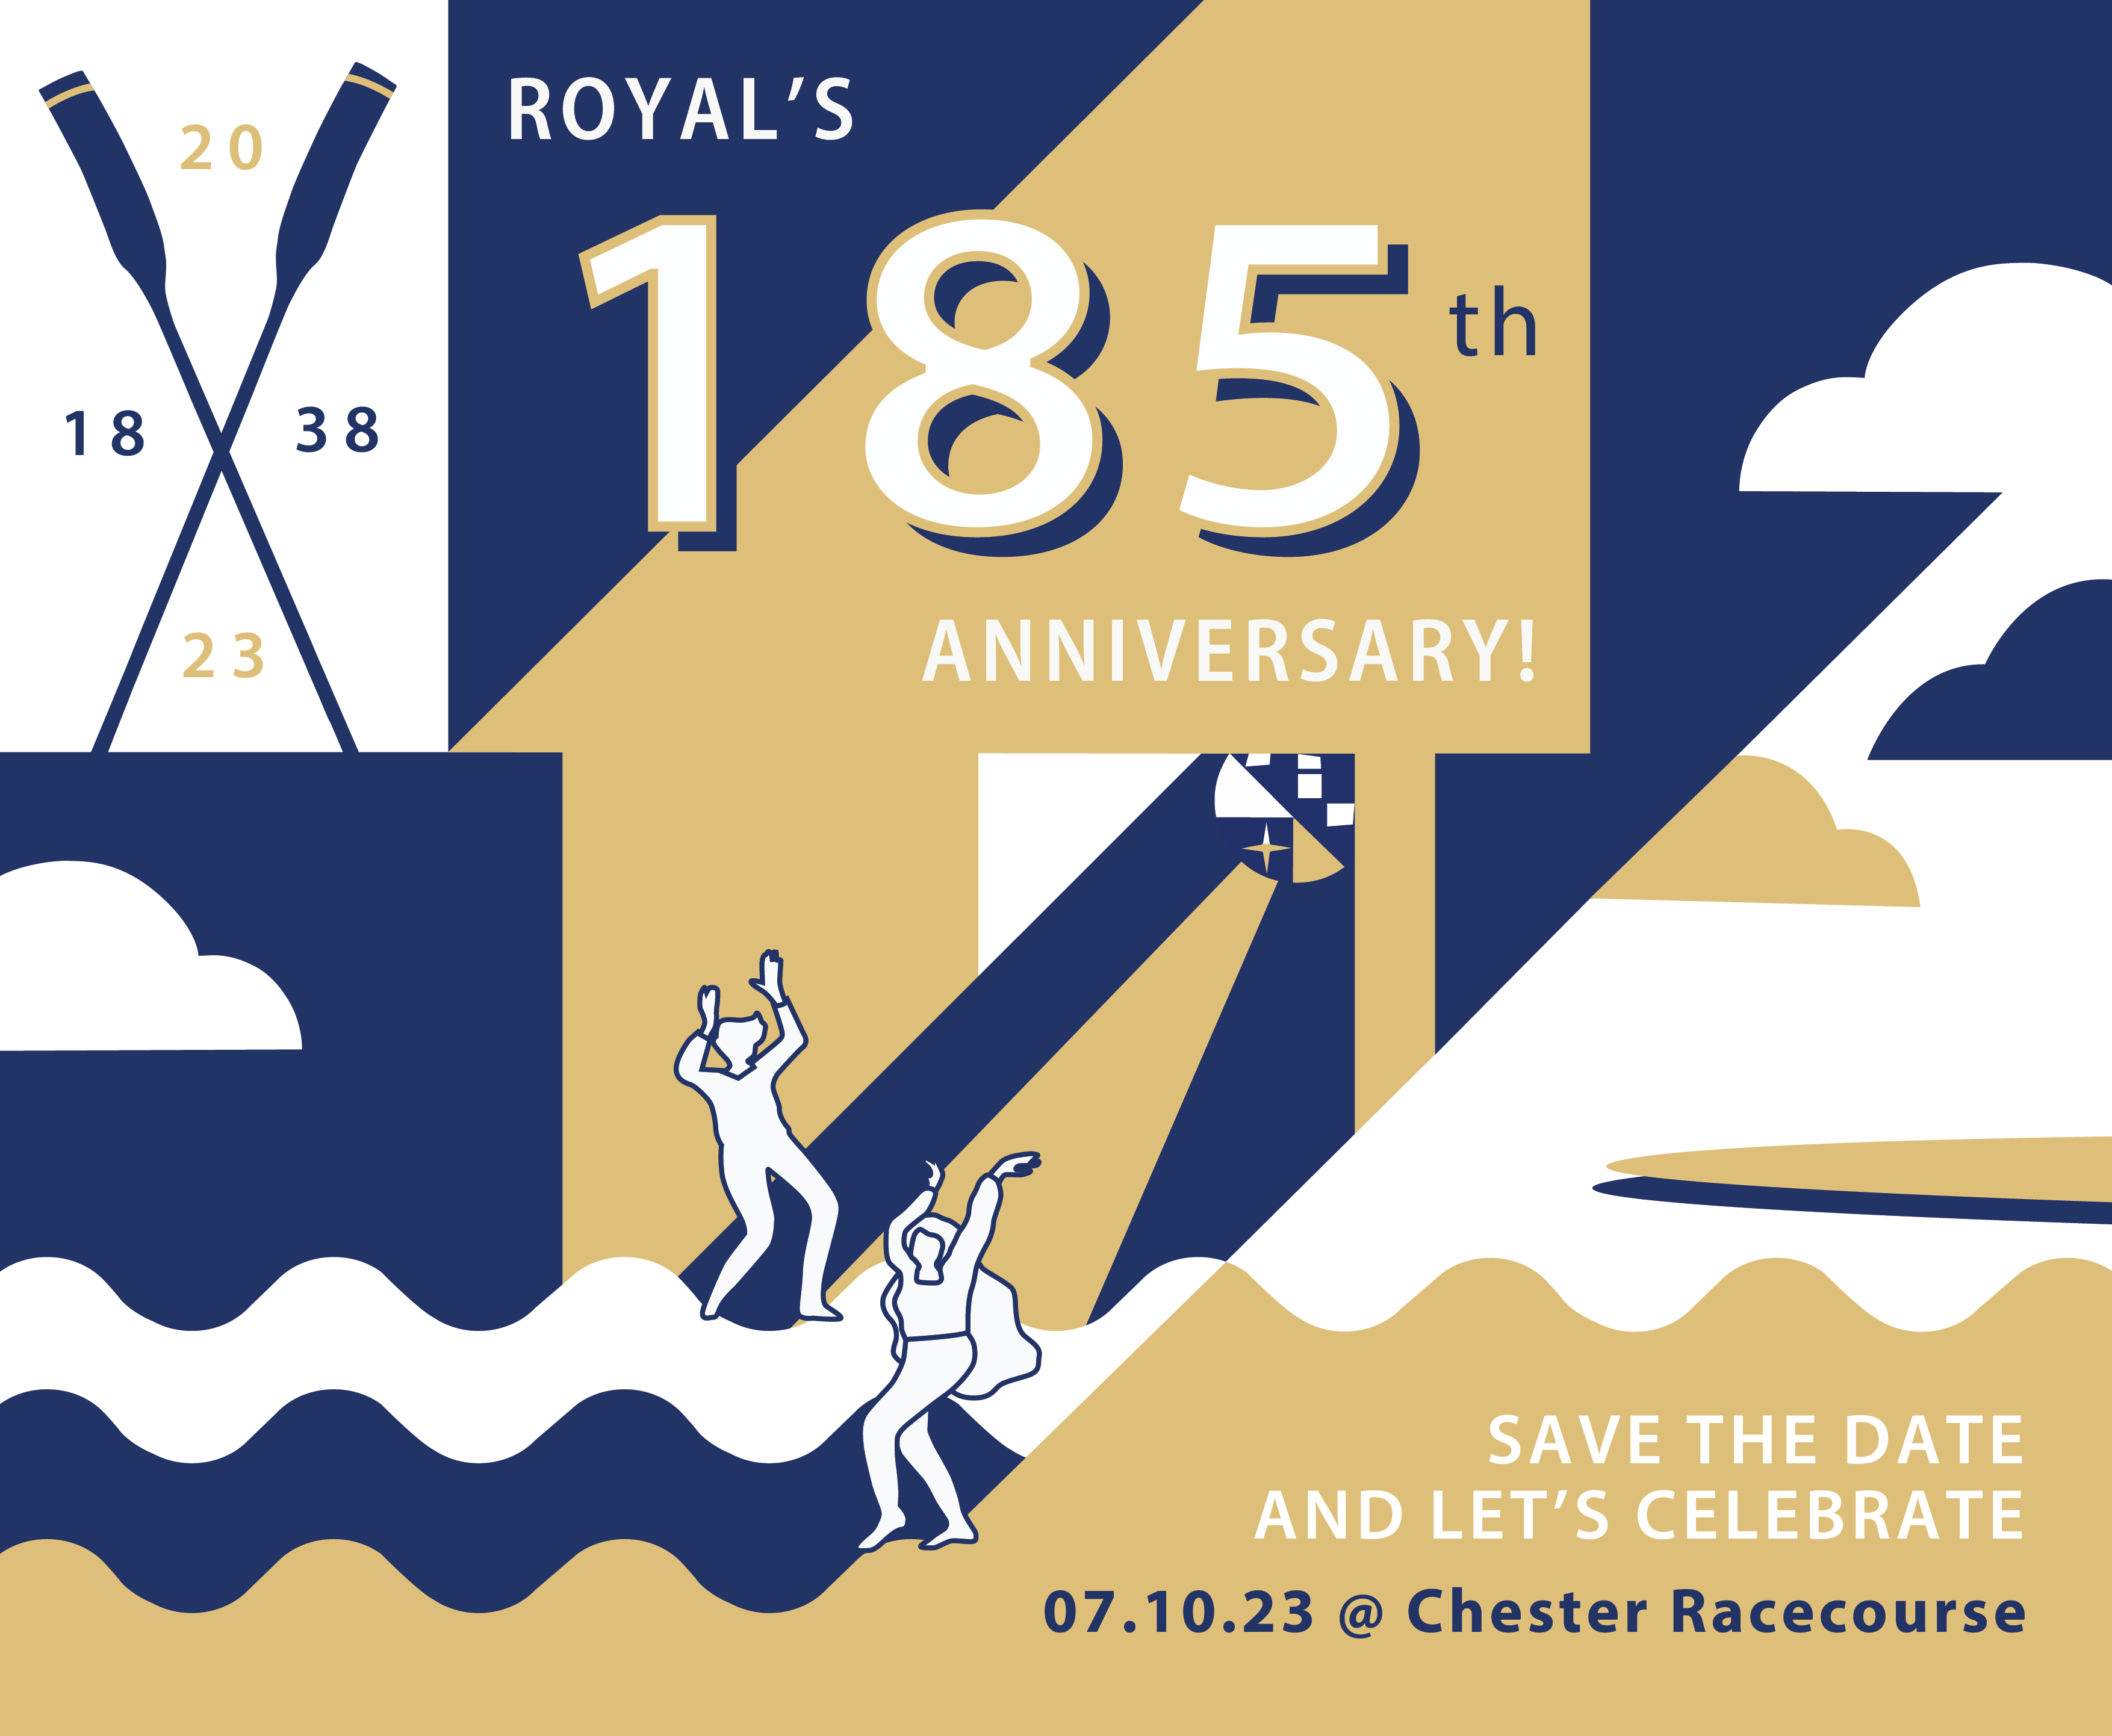 20
18 38
23
ROYAL'S
185th
ANNIVERSARY!
SAVE THE DATE
AND LET'S CELEBRATE
07.10.23 @ Chester Racecourse